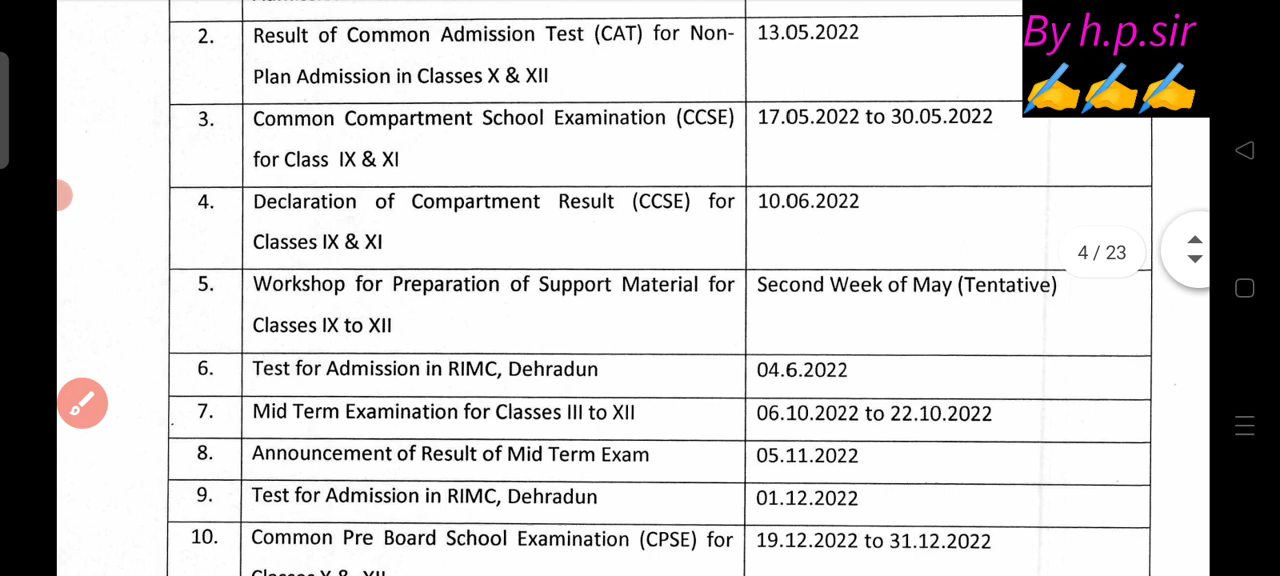 By h.p.sir
2. Result of Common Admission Test (CAT) for Non- 13.05.2022
Plan Admission in Classes X & XII
3. Common Compartment School Examination (CCSE) 17.05.2022 to 30.05.2022
for Class IX & XI
4. Declaration of Compartment Result (CCSE) for 10.06.2022
Classes IX & XI
4 / 23
5. Workshop for Preparation of Support Material for Second Week of May (Tentative)
Classes IX to XII
6. Test for Admission in RIMC, Dehradun 04.6.2022
7. Mid Term Examination for Classes III to XII 06.10.2022 to 22.10.2022
8. Announcement of Result of Mid Term Exam 05.11.2022
9. Test for Admission in RIMC, Dehradun 01.12.2022
10. Common Pre Board School Examination (CPSE) for 19.12.2022 to 31.12.2022